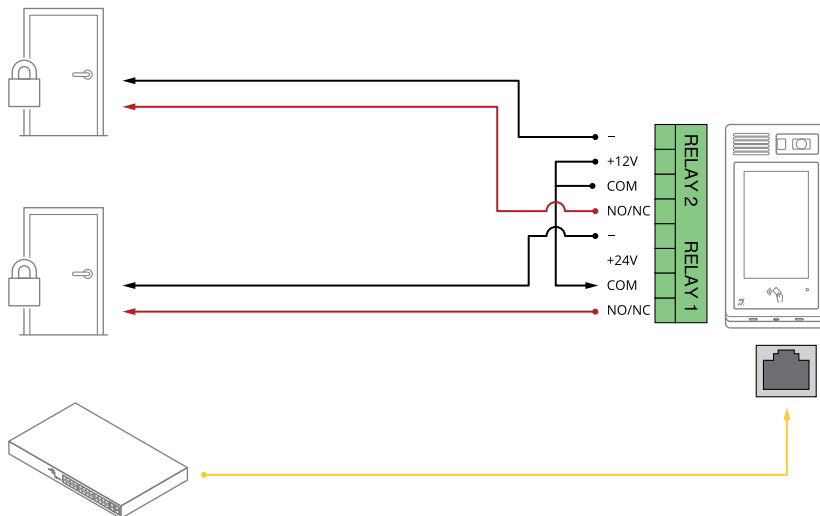 –
+12V
COM
NO/NC
–
+24V
COM
NO/NC
RELAY 2
RELAY 1